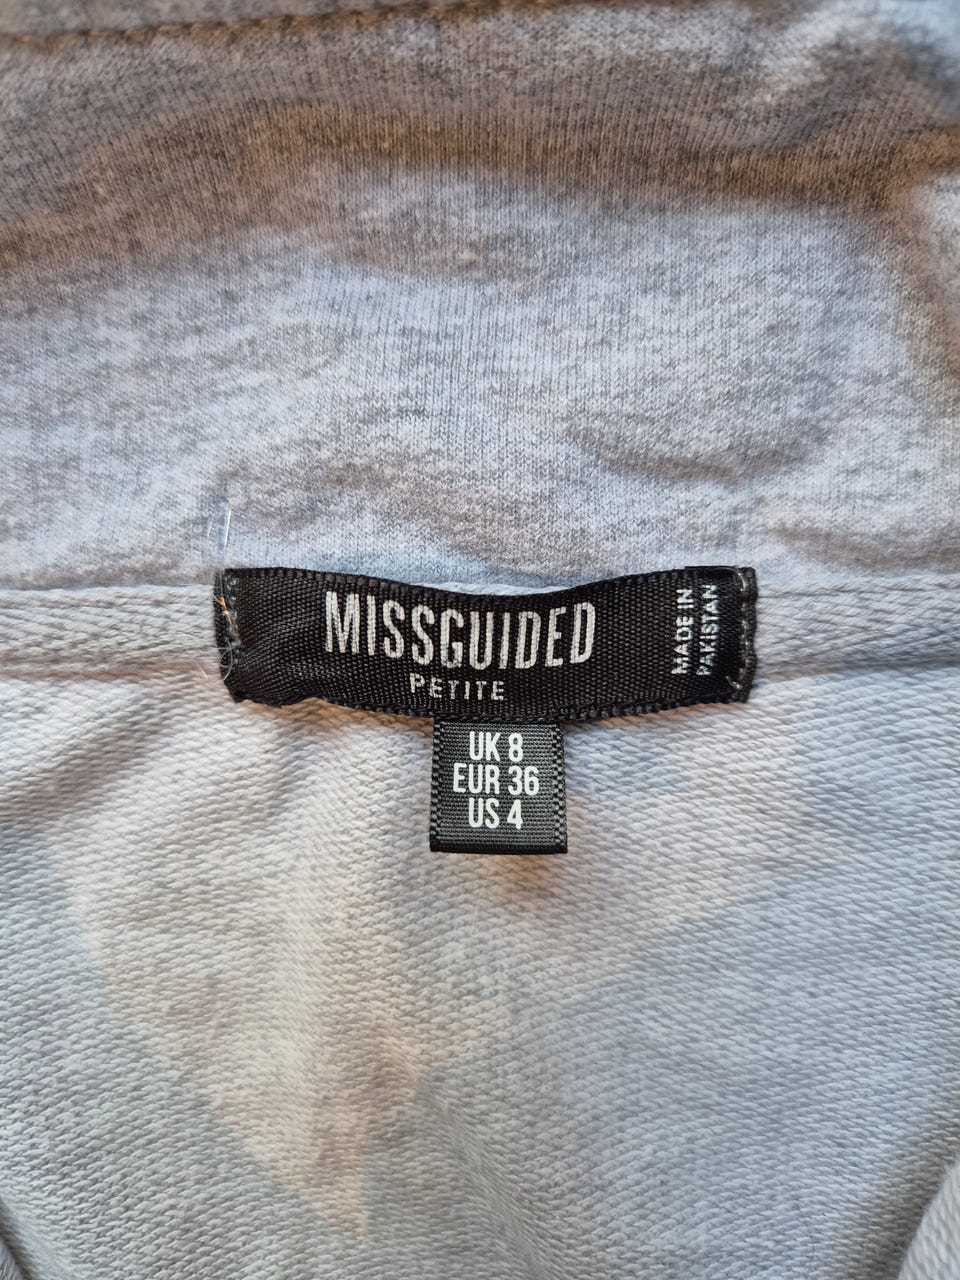 MISSGUIDED
PETITE
MADE IN
PAKISTAN
UK 8
EUR 36
US 4